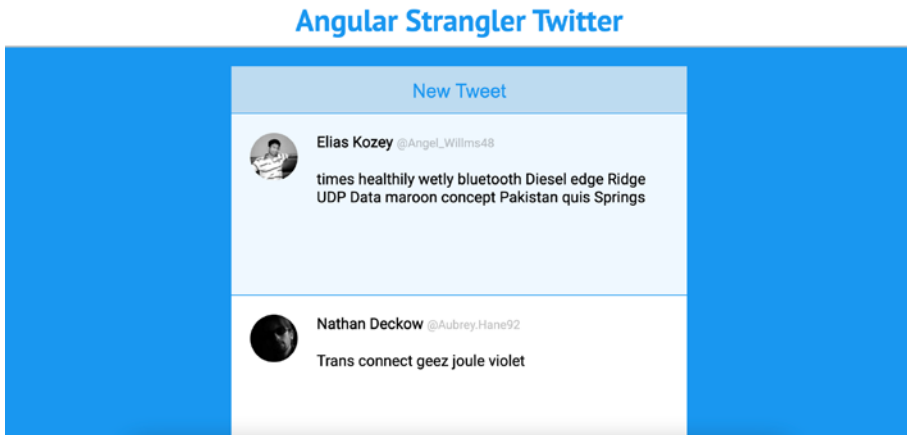 Angular Strangler Twitter
New Tweet
Elias Kozey @Angel_Willms48
times healthily wetly bluetooth Diesel edge Ridge
UDP Data maroon concept Pakistan quis Springs
Nathan Deckow @Aubrey.Hane92
Trans connect geez joule violet